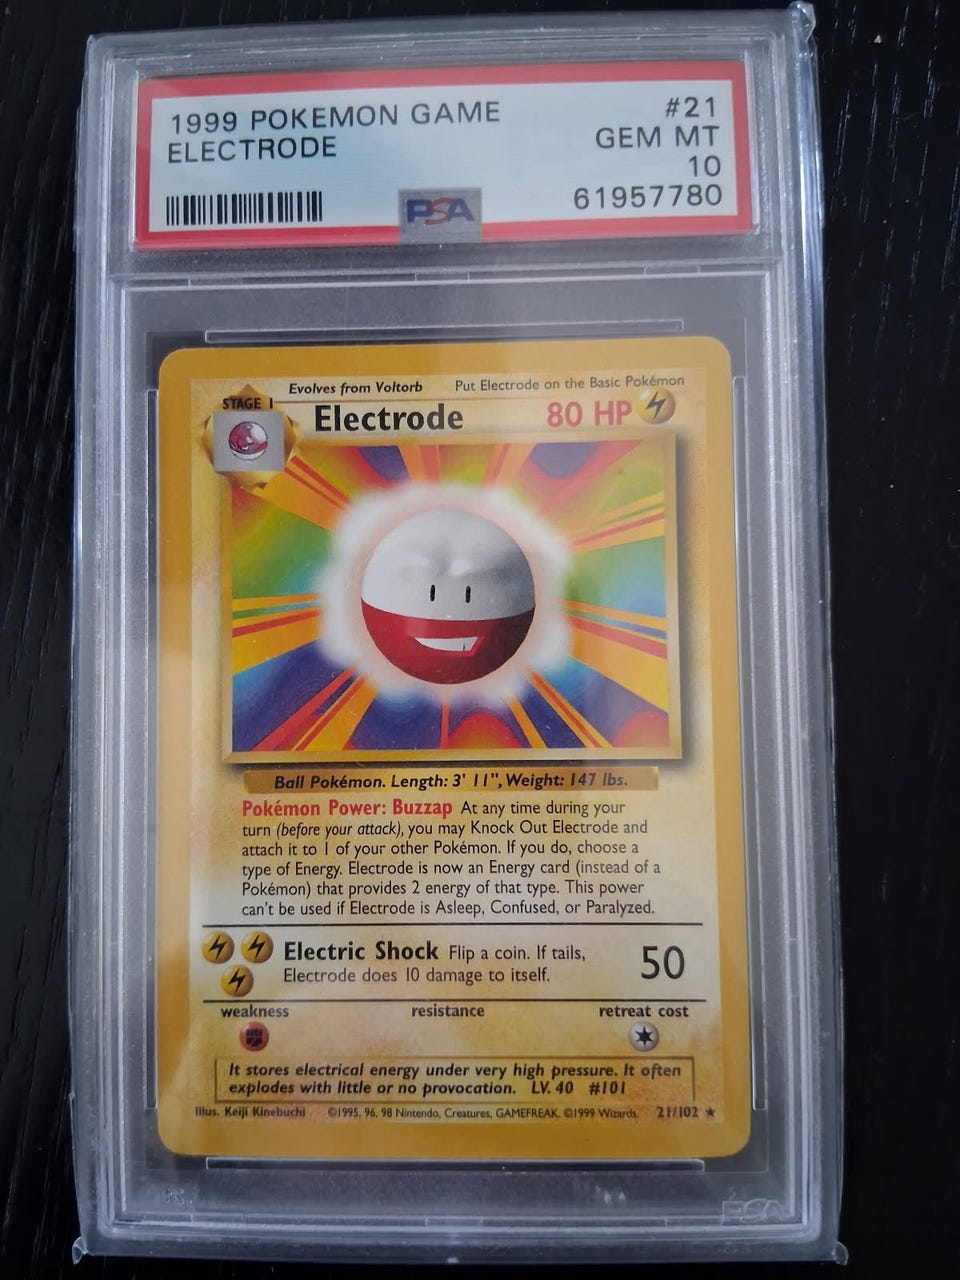 1999 POKEMON GAME #21
ELECTRODE GEM MT
10
PSA 61957780
Evolves from Voltorb Put Electrode on the Basic Pokémon
STAGE 1
Electrode 80 HP
Ball Pokémon. Length: 3' 11", Weight: 147 lbs.
Pokémon Power: Buzzap At any time during your
turn (before your attack), you may Knock Out Electrode and
attach it to 1 of your other Pokémon. If you do, choose a
type of Energy. Electrode is now an Energy card (instead of a
Pokémon) that provides 2 energy of that type. This power
can't be used if Electrode is Asleep, Confused, or Paralyzed.
Electric Shock Flip a coin. If tails,
Electrode does 10 damage to itself. 50
weakness resistance retreat cost
It stores electrical energy under very high pressure. It often
explodes with little or no provocation. LV. 40 #101
Illus. Keiji Kinebuchi ©1995, 96, 98 Nintendo, Creatures, GAMEFREAK. ©1999 Wizards. 21/102 ★
PSA